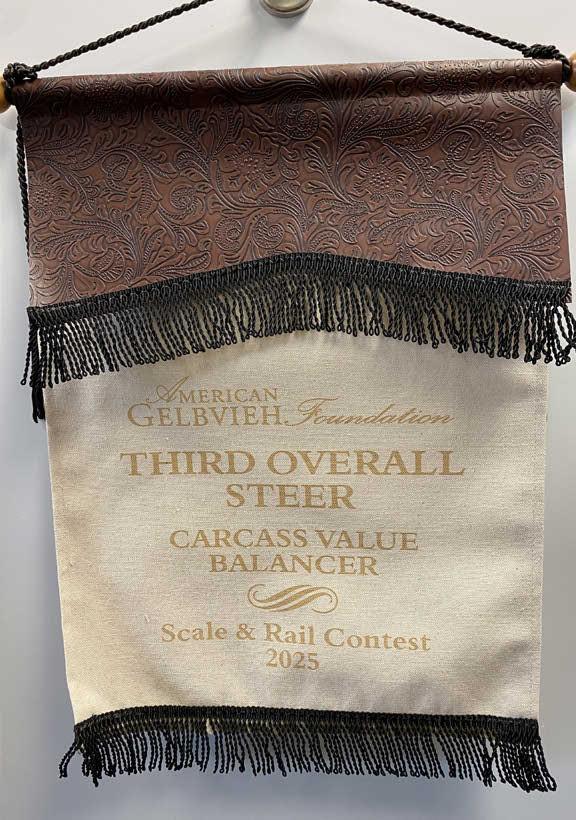 AMERICAN
GELBVIEH Foundation
THIRD OVERALL
STEER
CARCASS VALUE
BALANCER
Scale & Rail Contest
2025